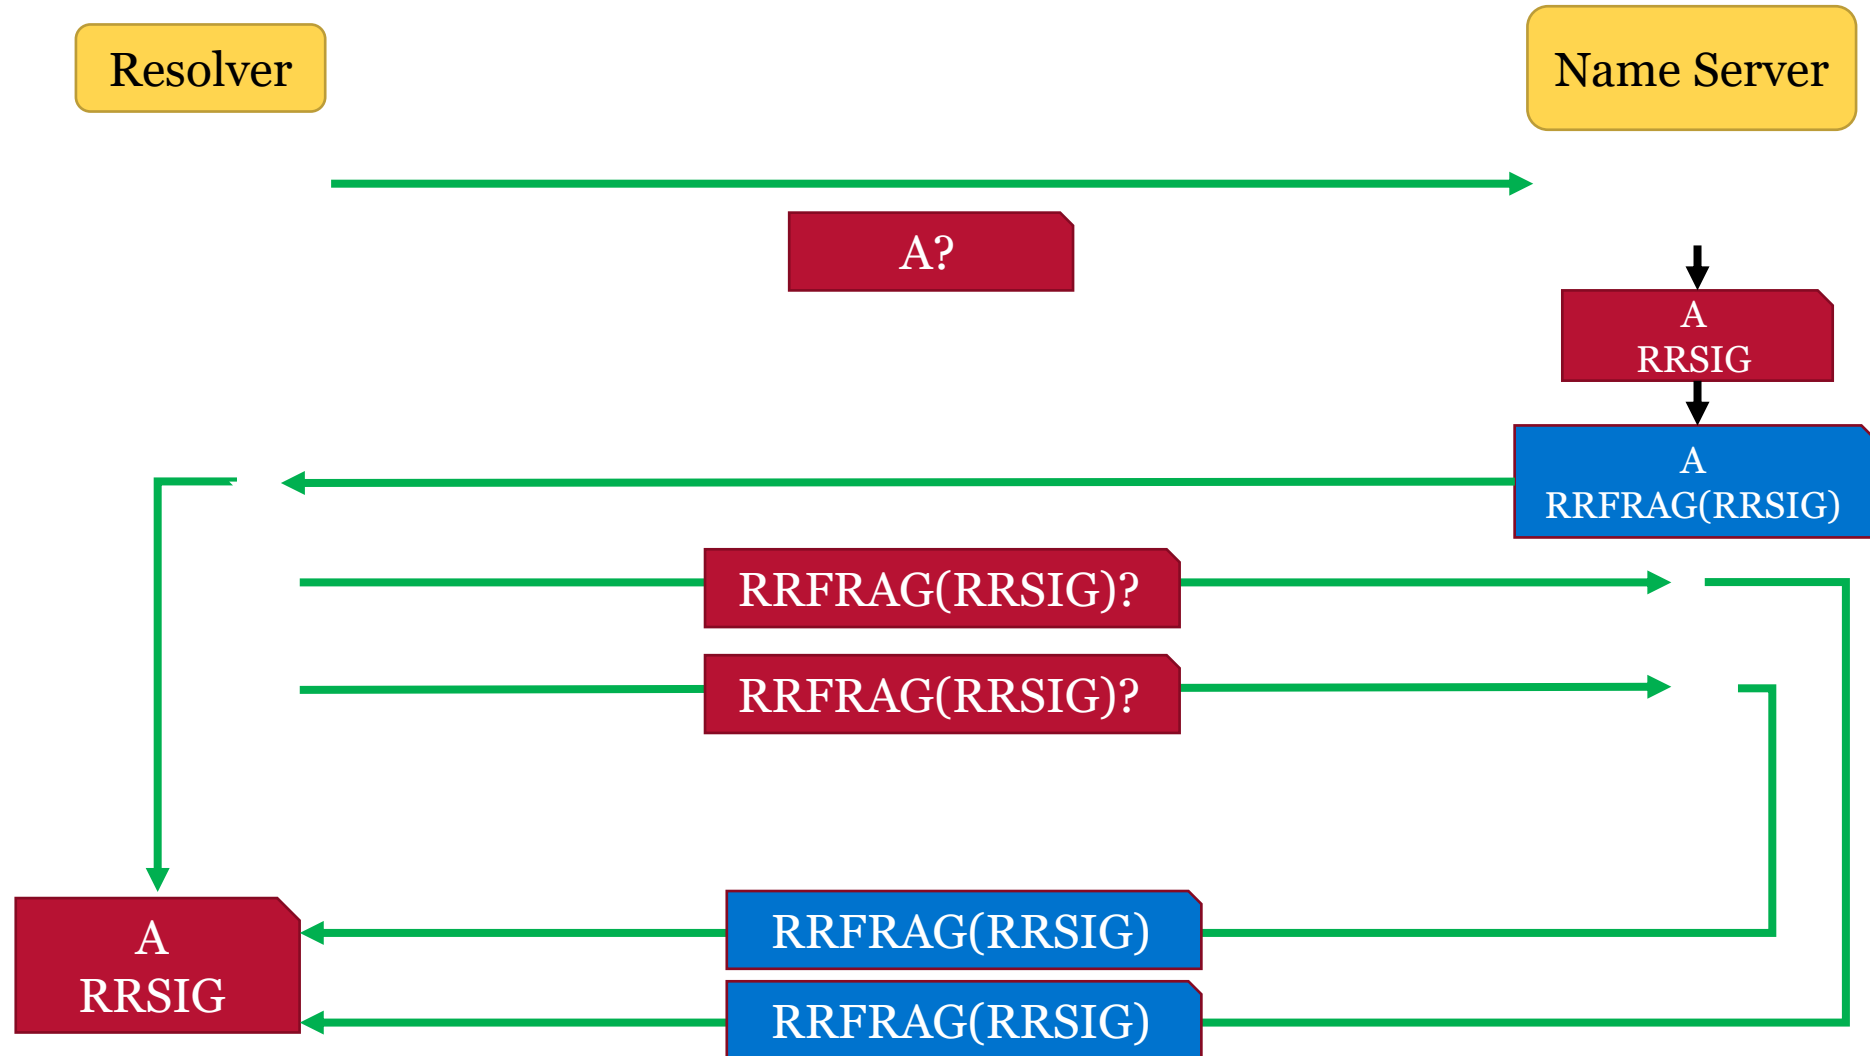 Resolver
Name Server
A?
A
RRSIG
A
RRFRAG(RRSIG)
RRFRAG(RRSIG)?
RRFRAG(RRSIG)?
A
RRSIG
RRFRAG(RRSIG)
RRFRAG(RRSIG)